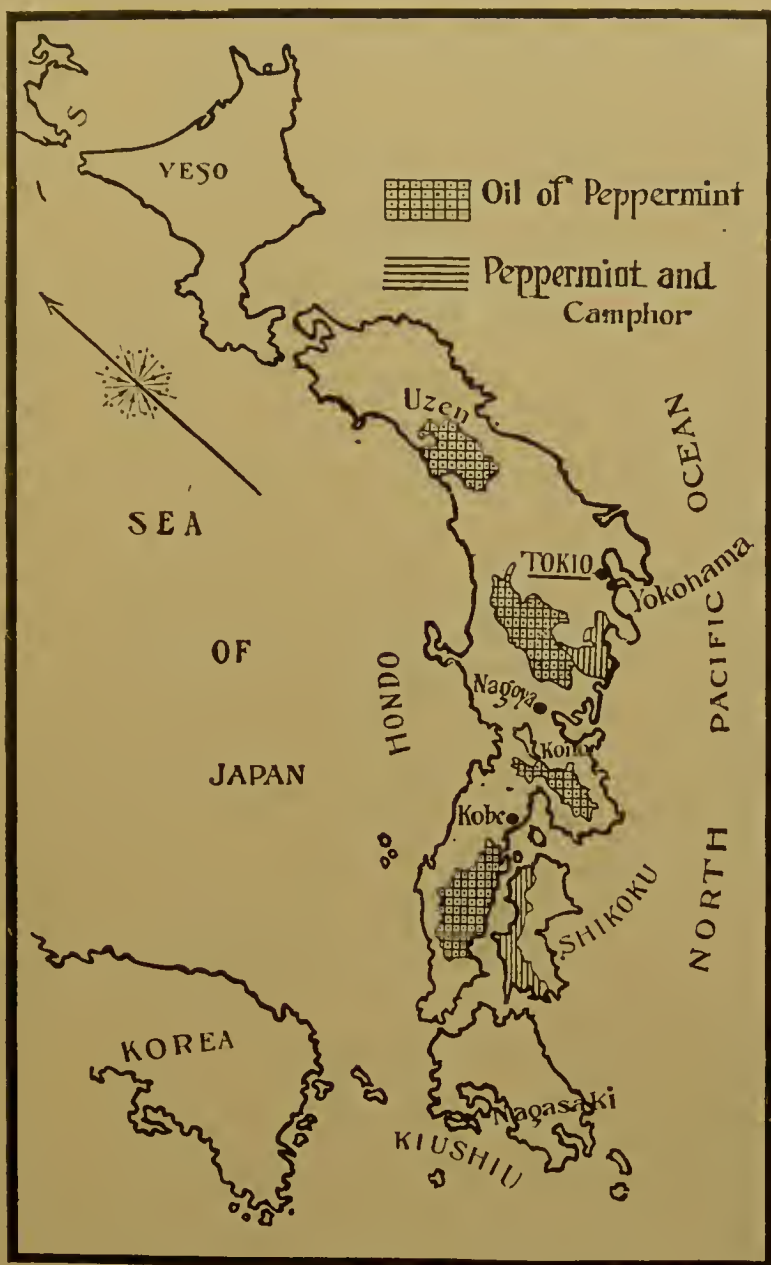 S
YESO
Oil of Peppermint
Peppermint and
Camphor
Uzen
OCEAN
SEA
TOKIO
Yokohama
PACIFIC
OF
HONDO
Nagoya
JAPAN
Kobe
NORTH
SHIKOKU
KOREA
Nagasaki
KIUSHIU